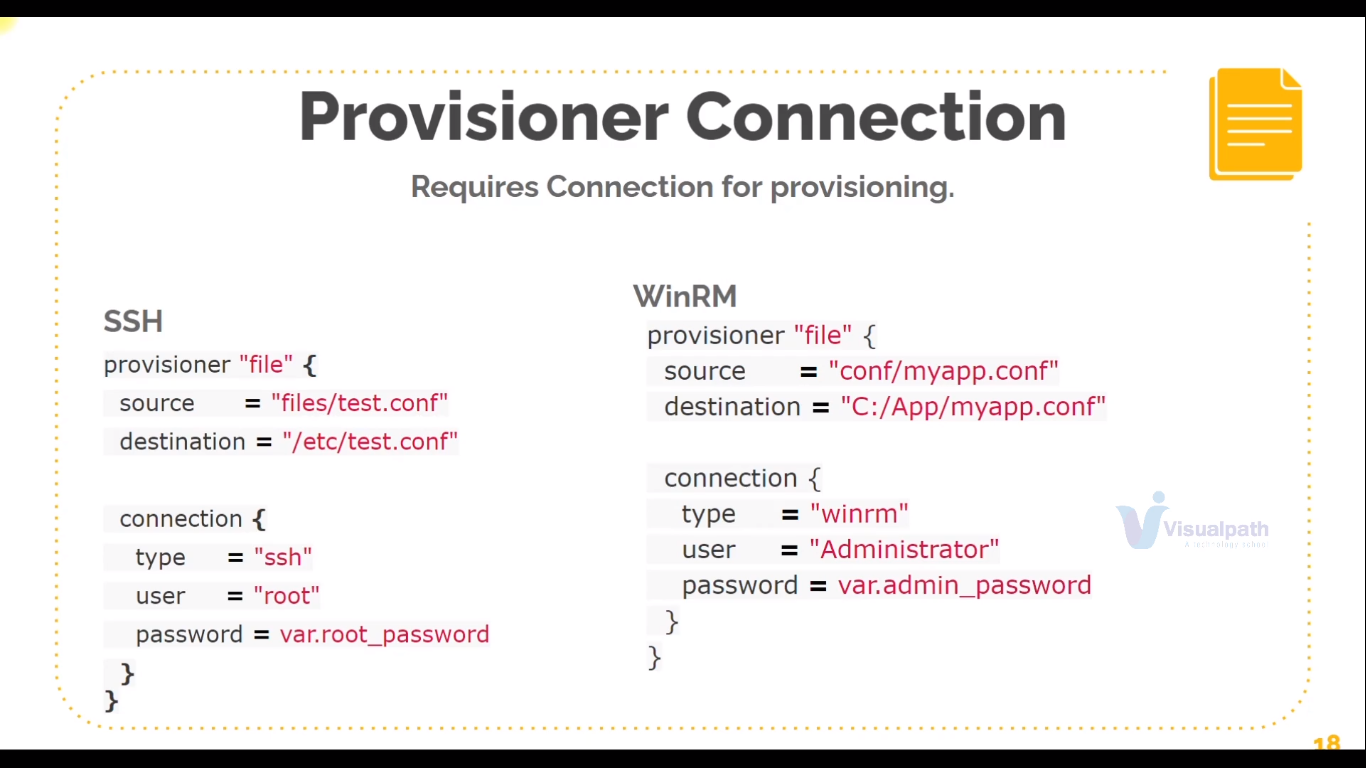 Provisioner Connection
Requires Connection for provisioning.
SSH
provisioner "file" {
source = "files/test.conf"
destination = "/etc/test.conf"
connection {
type = "ssh"
user = "root"
password = var.root_password
}
}
WinRM
provisioner "file" {
source = "conf/myapp.conf"
destination = "C:/App/myapp.conf"
connection {
type = "winrm"
user = "Administrator"
password = var.admin_password
}
}
Visualpath
18